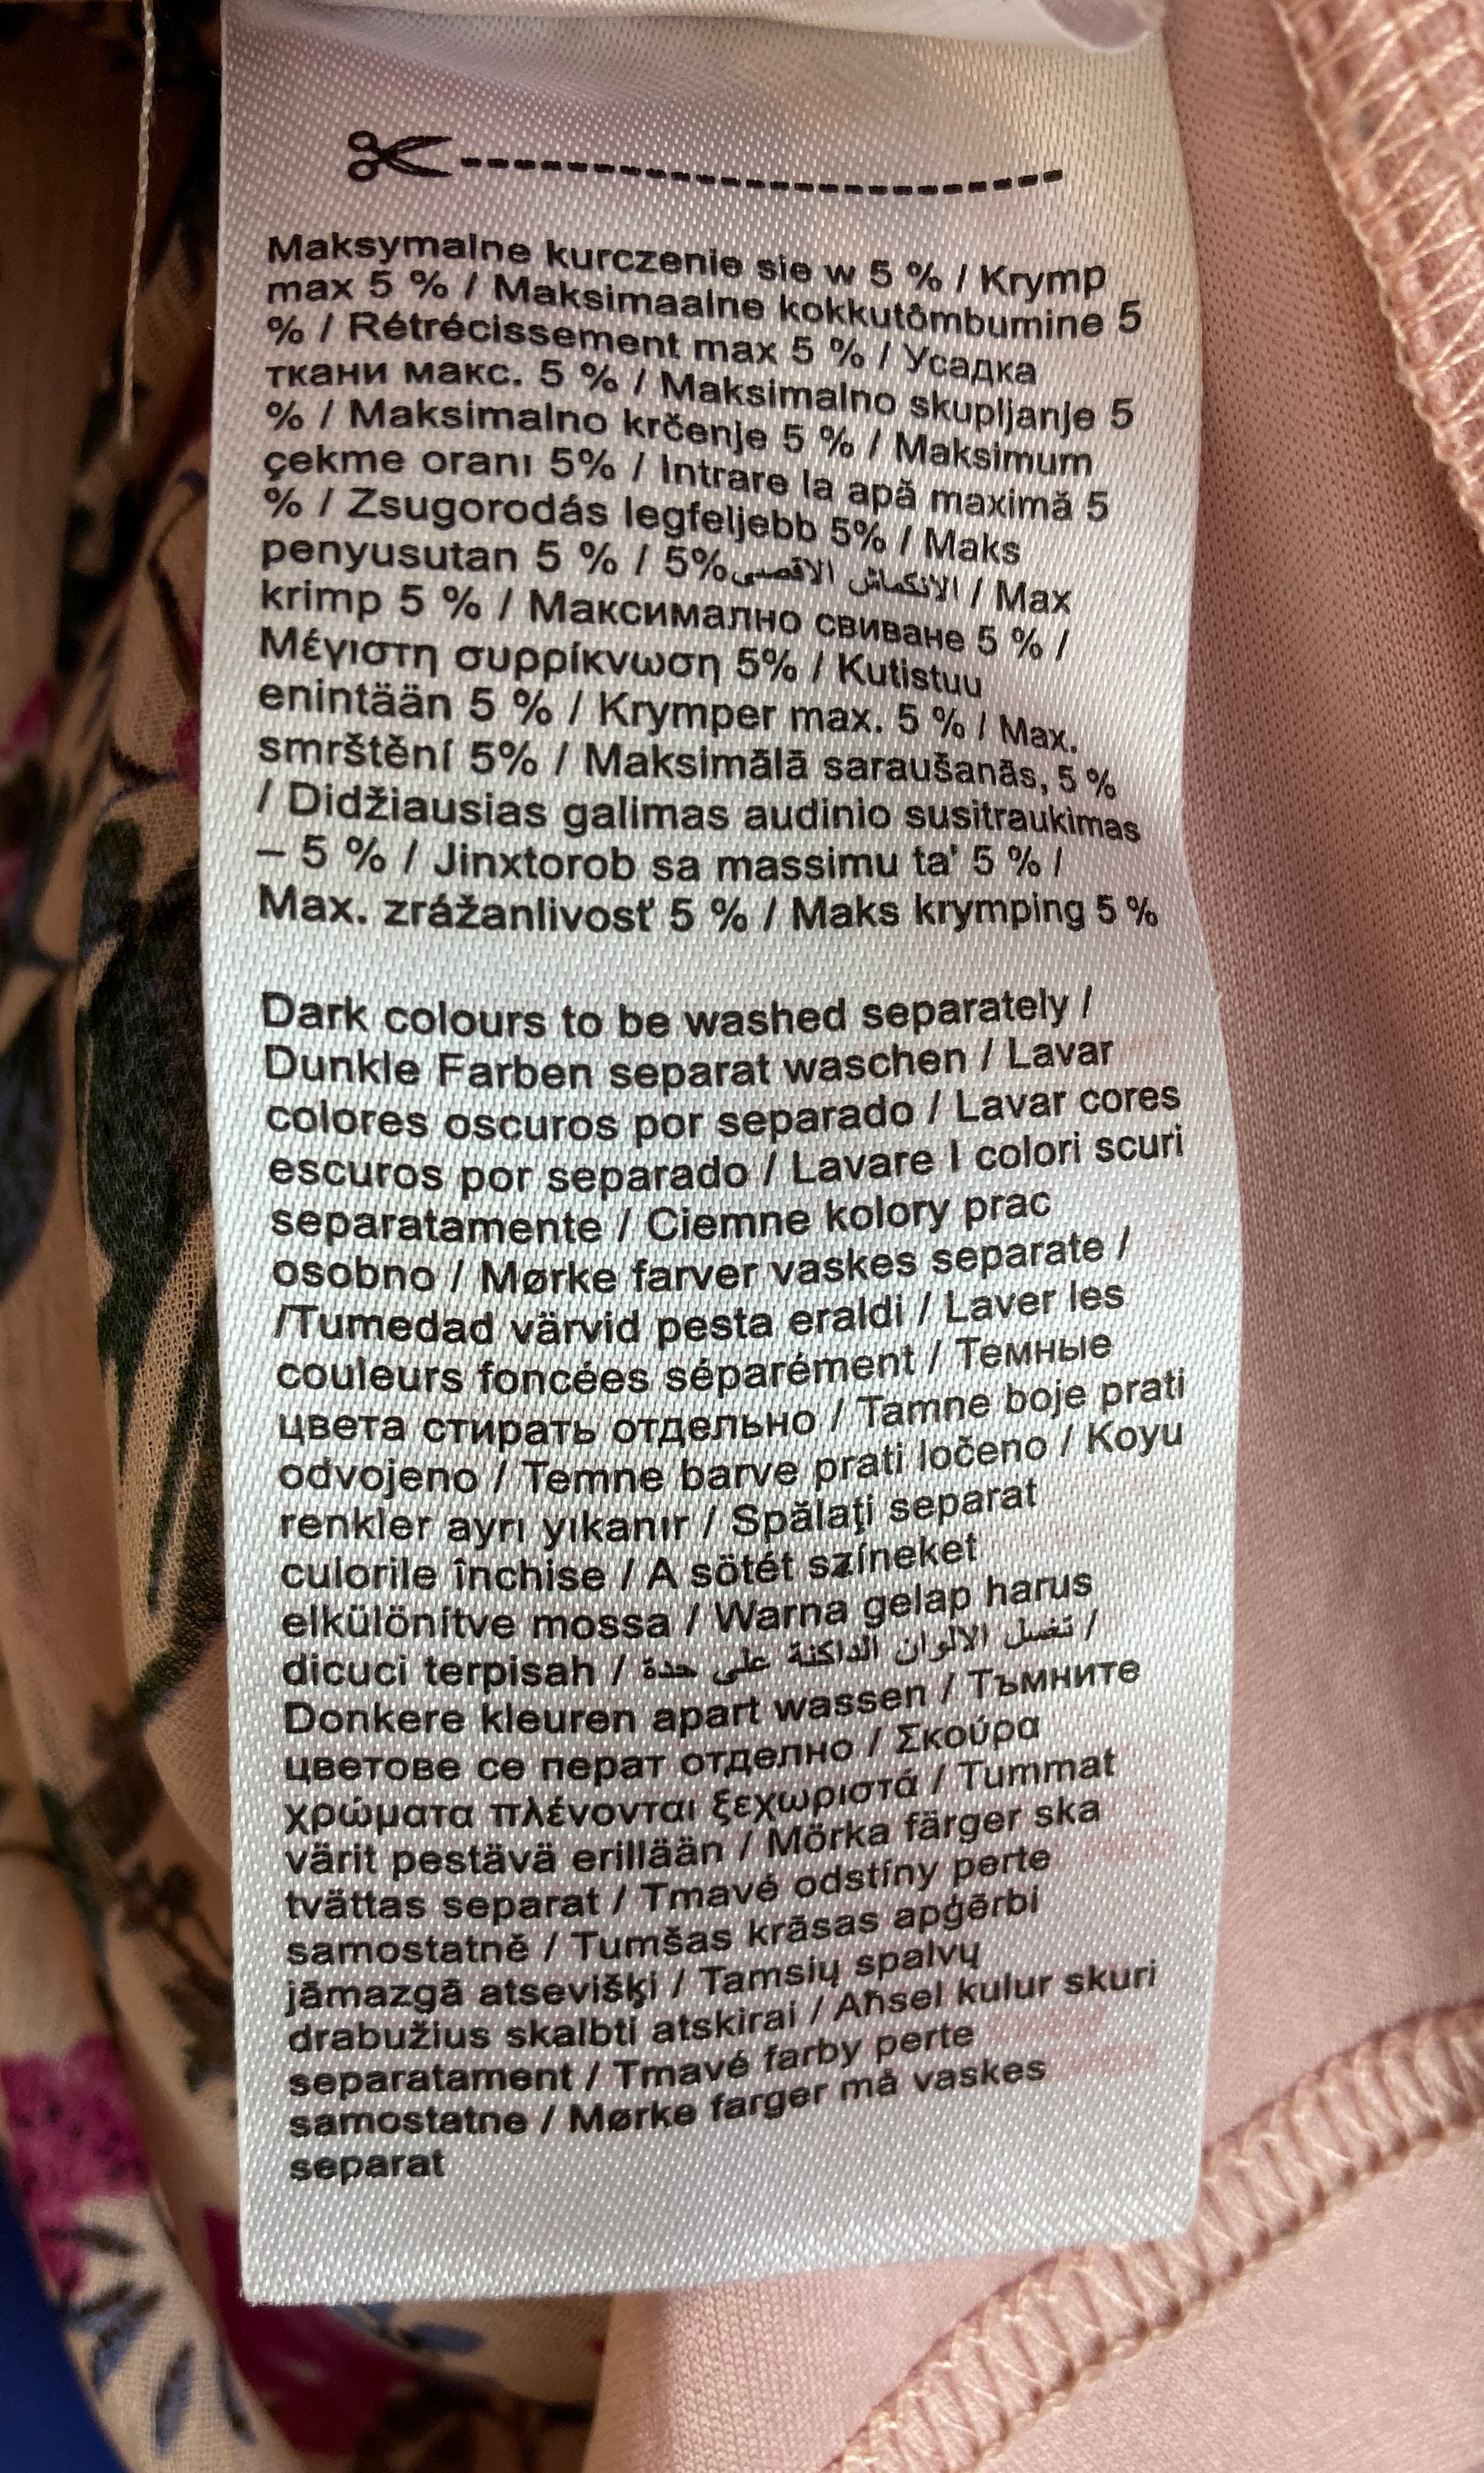 Maksymalne kurczenie sie w 5 % / Krymp
max 5 % / Maksimaalne kokkutõmbumine 5
% / Rétrécissement max 5 % / Усадка
ткани макс. 5 % / Maksimalno skupljanje 5
% / Maksimalno krčenje 5 % / Maksimum
çekme oranı 5% / Intrare la apă maximă 5
% / Zsugorodás legfeljebb 5% / Maks
penyusutan 5 % / 5%الانكماش الاقصى / Max
krimp 5 % / Максимално свиване 5 % /
Μέγιστη συρρίκνωση 5% / Kutistuu
enintään 5 % / Krymper max. 5 % / Max.
smrštění 5% / Maksimālā saraušanās, 5 %
/ Didžiausias galimas audinio susitraukimas
– 5 % / Jinxtorob sa massimu ta' 5 % /
Max. zrážanlivosť 5 % / Maks krymping 5 %
Dark colours to be washed separately /
Dunkle Farben separat waschen / Lavar
colores oscuros por separado / Lavar cores
escuros por separado / Lavare I colori scuri
separatamente / Ciemne kolory prac
osobno / Mørke farver vaskes separate /
/Tumedad värvid pesta eraldi / Laver les
couleurs foncées séparément / Темные
цвета стирать отдельно / Tamne boje prati
odvojeno / Temne barve prati ločeno / Koyu
renkler ayrı yıkanır / Spălaţi separat
culorile închise / A sötét színeket
elkülönítve mossa / Warna gelap harus
dicuci terpisah / تغسل الالوان الداكنة على حدة /
Donkere kleuren apart wassen / Тъмните
цветове се перат отделно / Σκούρα
χρώματα πλένονται ξεχωριστά / Tummat
värit pestävä erillään / Mörka färger ska
tvättas separat / Tmavé odstíny perte
samostatně / Tumšas krāsas apģērbi
jāmazgā atsevišķi / Tamsių spalvų
drabužius skalbti atskirai / Aħsel kulur skuri
separatament / Tmavé farby perte
samostatne / Mørke farger må vaskes
separat